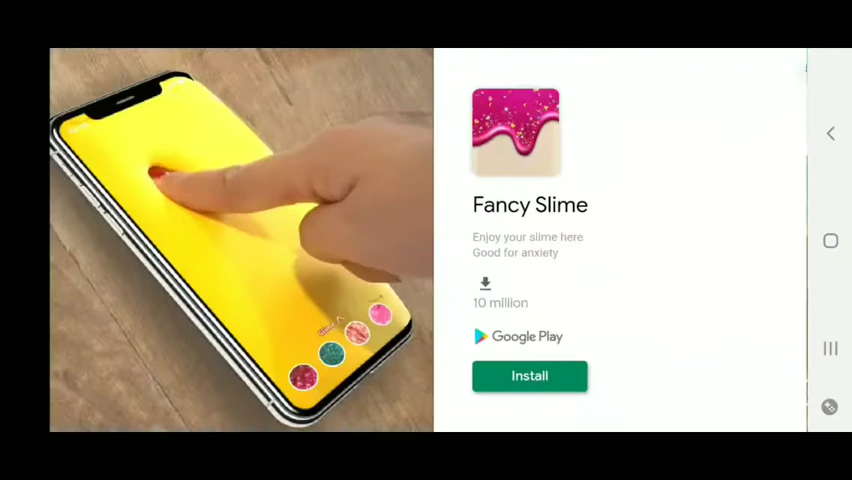 Fancy Slime
Enjoy your slime here
Good for anxiety
10 million
Google Play
Install